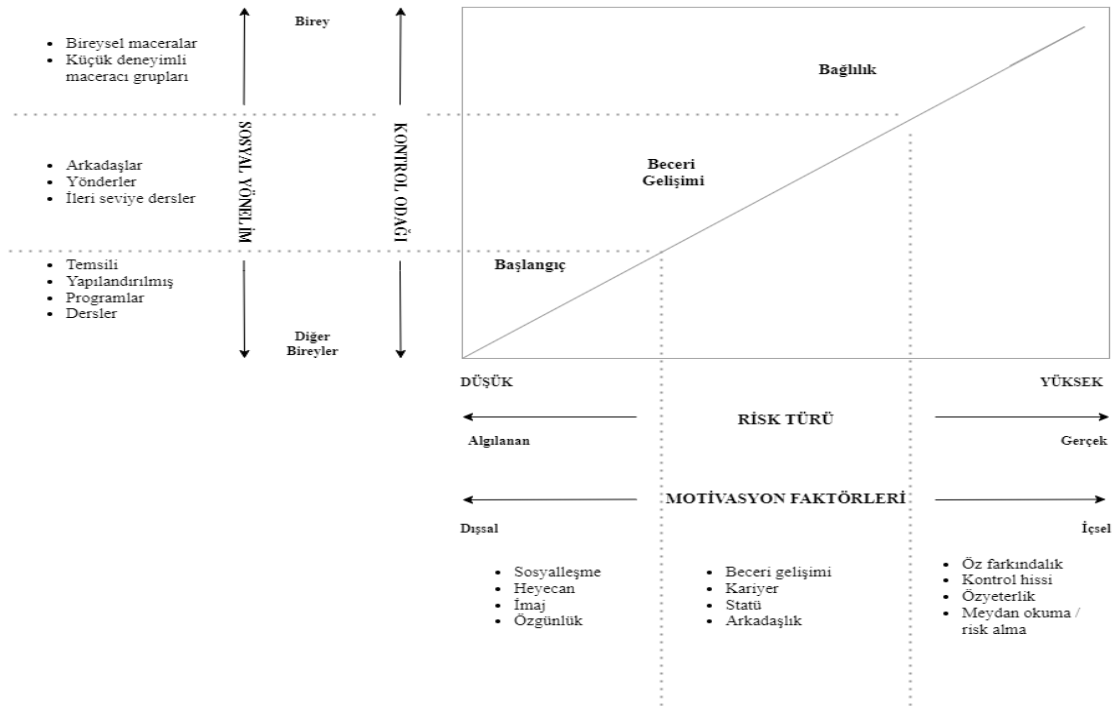 Birey
• Bireysel maceralar
• Küçük deneyimli
maceracı grupları
Bağlılık
SOSYAL YÖNELİM
KONTROL ODAĞI
• Arkadaşlar
• Yönderler
• İleri seviye dersler
Beceri
Gelişimi
• Temsili
• Yapılandırılmış
• Programlar
• Dersler
Başlangıç
Diğer
Bireyler
DÜŞÜK
YÜKSEK
RİSK TÜRÜ
Algılanan
Gerçek
MOTİVASYON FAKTÖRLERİ
Dışsal
İçsel
• Sosyalleşme
• Heyecan
• İmaj
• Özgünlük
• Beceri gelişimi
• Kariyer
• Statü
• Arkadaşlık
• Öz farkındalık
• Kontrol hissi
• Özyeterlik
• Meydan okuma /
risk alma